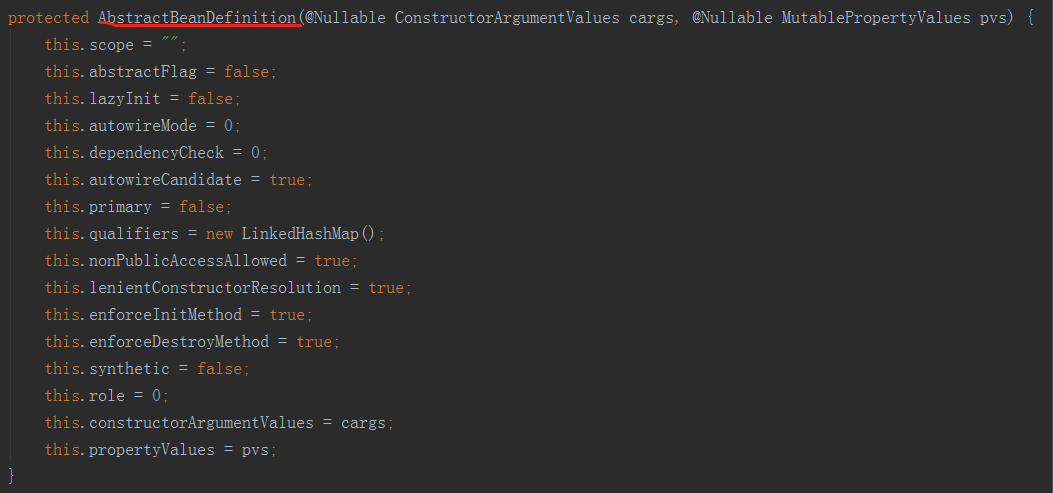 protected AbstractBeanDefinition(@Nullable ConstructorArgumentValues cargs, @Nullable MutablePropertyValues pvs) {
    this.scope = "";
    this.abstractFlag = false;
    this.lazyInit = false;
    this.autowireMode = 0;
    this.dependencyCheck = 0;
    this.autowireCandidate = true;
    this.primary = false;
    this.qualifiers = new LinkedHashMap();
    this.nonPublicAccessAllowed = true;
    this.lenientConstructorResolution = true;
    this.enforceInitMethod = true;
    this.enforceDestroyMethod = true;
    this.synthetic = false;
    this.role = 0;
    this.constructorArgumentValues = cargs;
    this.propertyValues = pvs;
}